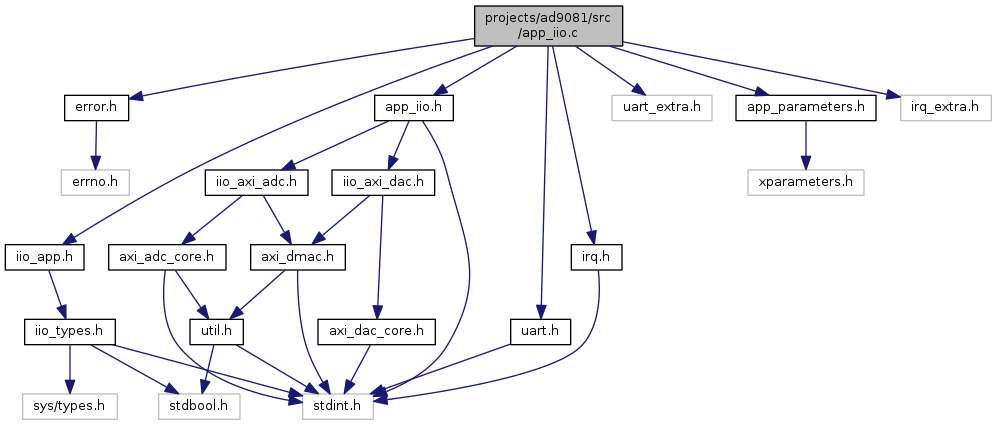 projects/ad9081/src
/app_iio.c
error.h
app_iio.h
uart_extra.h
app_parameters.h
irq_extra.h
errno.h
iio_axi_adc.h
iio_axi_dac.h
xparameters.h
iio_app.h
axi_adc_core.h
axi_dmac.h
irq.h
iio_types.h
util.h
axi_dac_core.h
uart.h
sys/types.h
stdbool.h
stdint.h